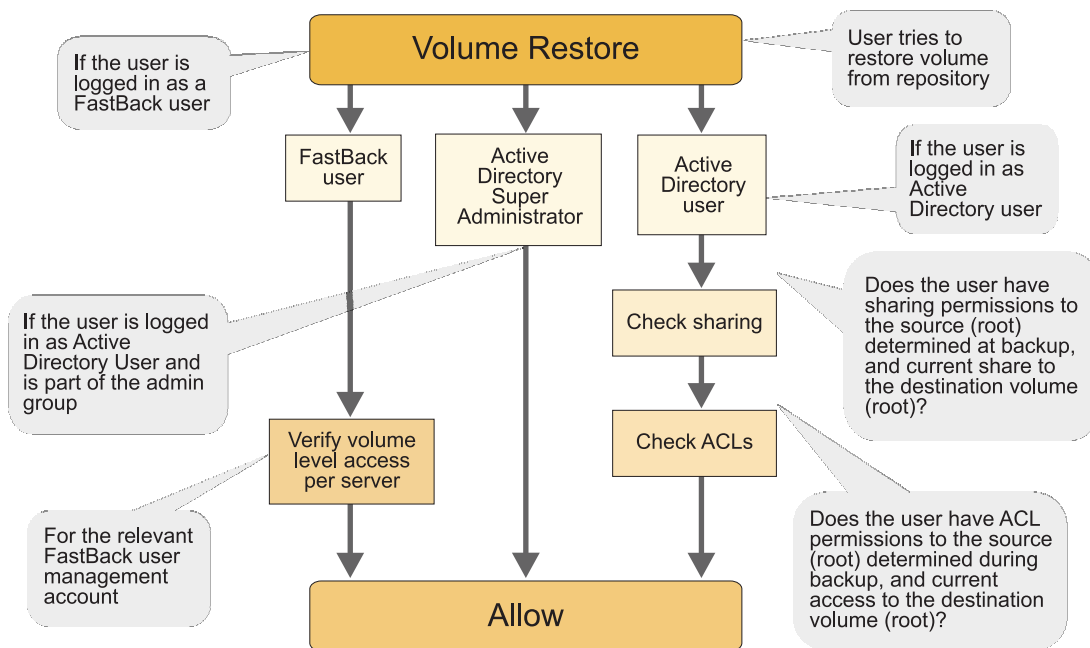 Volume Restore
If the user is
logged in as a
FastBack user
User tries to
restore volume
from repository
FastBack
user
Active
Directory
Super
Administrator
Active
Directory
user
If the user is
logged in as
Active
Directory user
If the user is logged
in as Active
Directory User and
is part of the admin
group
Check sharing
Does the user have
sharing permissions to
the source (root)
determined at backup,
and current share to
the destination volume
(root)?
Verify volume
level access
per server
Check ACLs
For the relevant
FastBack user
management
account
Does the user have ACL
permissions to the source
(root) determined during
backup, and current
access to the destination
volume (root)?
Allow